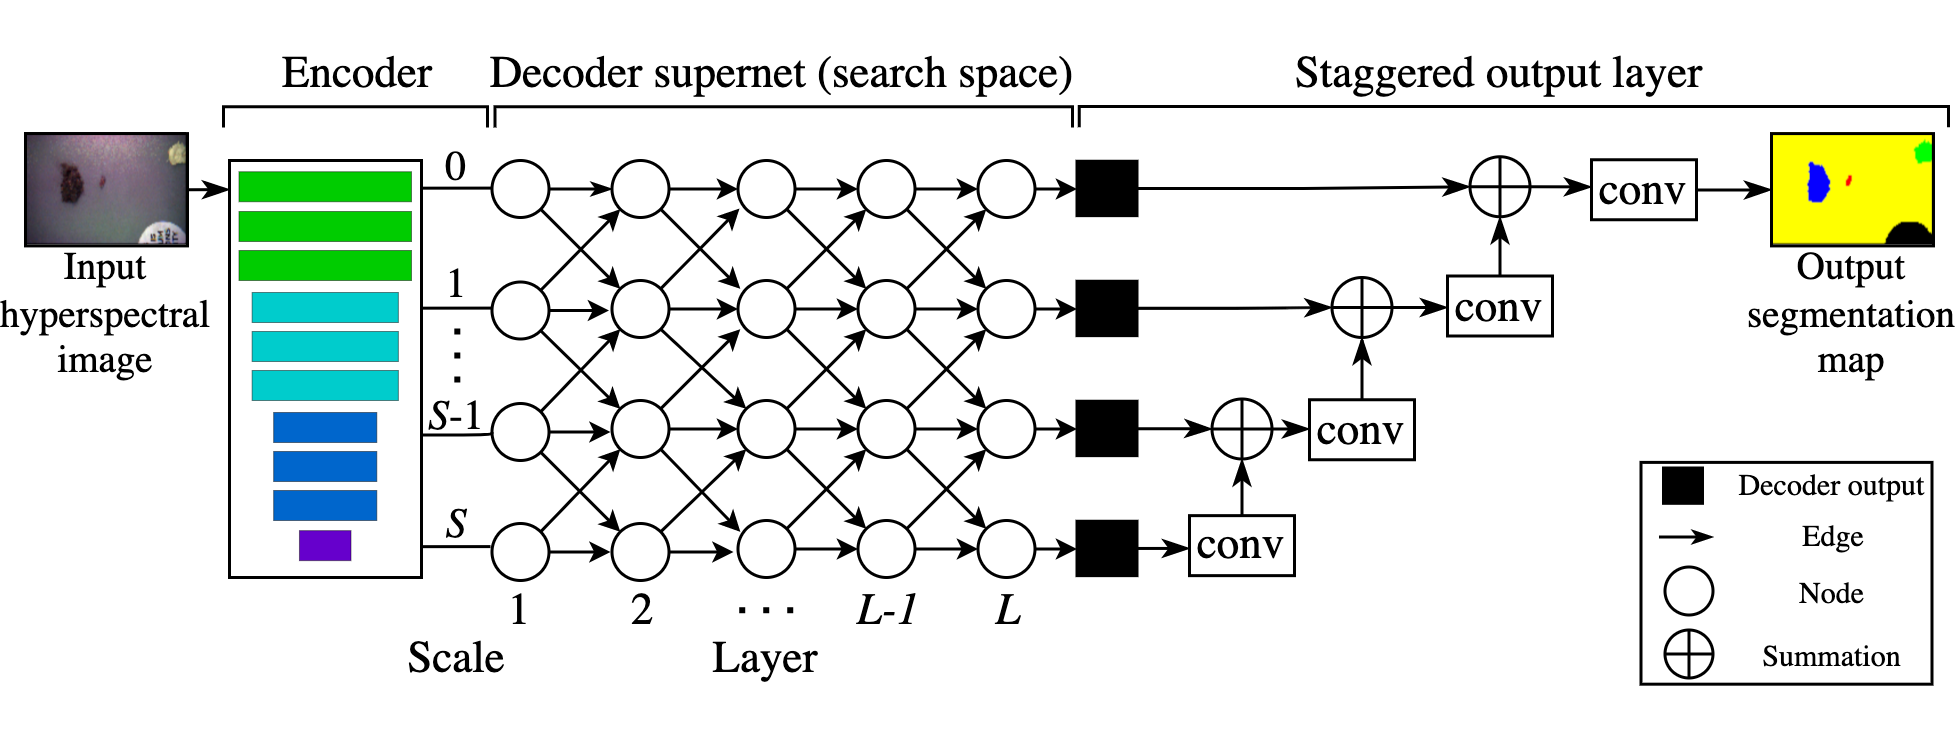 Encoder
Decoder supernet (search space)
Staggered output layer
Input
hyperspectral
image
0
1
S-1
S
1
2
...
L-1
L
Scale
Layer
conv
conv
conv
conv
Output
segmentation
map
Decoder output
Edge
Node
Summation